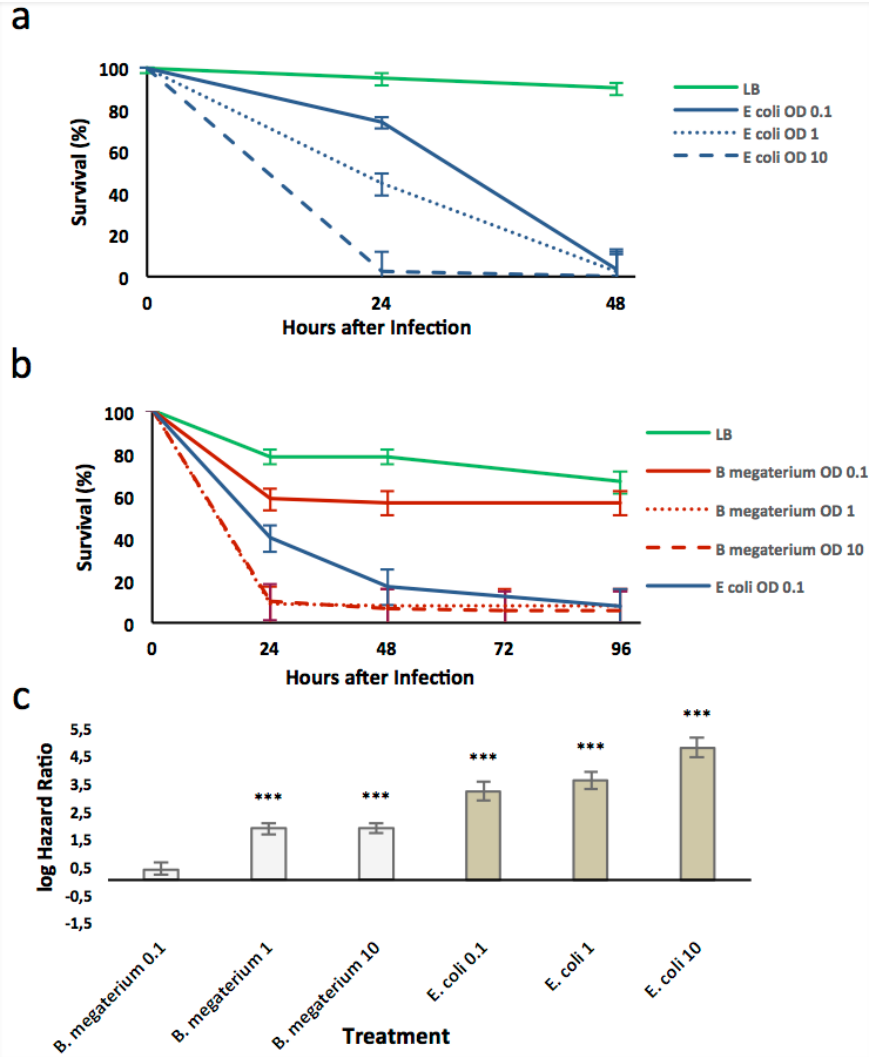 a
100
80
60
40
20
0
Survival (%)
0 24 48
Hours after Infection
LB
E coli OD 0.1
E coli OD 1
E coli OD 10
b
100
80
60
40
20
0
Survival (%)
0 24 48 72 96
Hours after Infection
LB
B megaterium OD 0.1
B megaterium OD 1
B megaterium OD 10
E coli OD 0.1
c
5,5
4,5
3,5
2,5
1,5
0,5
-0,5
-1,5
log Hazard Ratio
*** *** *** *** ***
B. megaterium 0.1
B. megaterium 1
B. megaterium 10
E. coli 0.1
E. coli 1
E. coli 10
Treatment